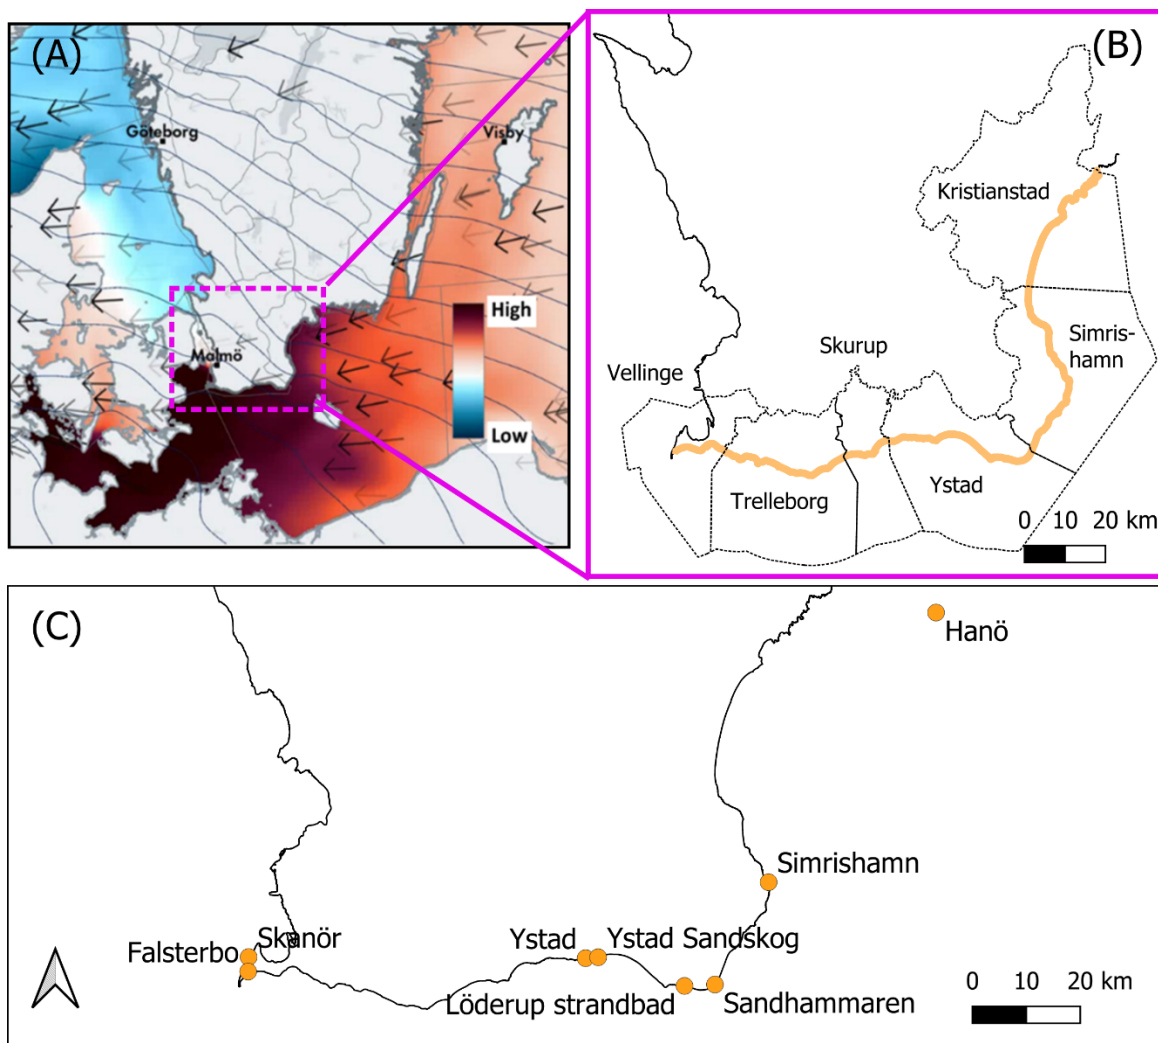 (A)
Göteborg
Visby
High
Malmö
Low
(B)
Kristianstad
Simris-
hamn
Skurup
Vellinge
Trelleborg
Ystad
0 10 20 km
(C)
Hanö
Simrishamn
Skanör
Falsterbo
Ystad
Ystad Sandskog
Löderup strandbad
Sandhammaren
0 10 20 km